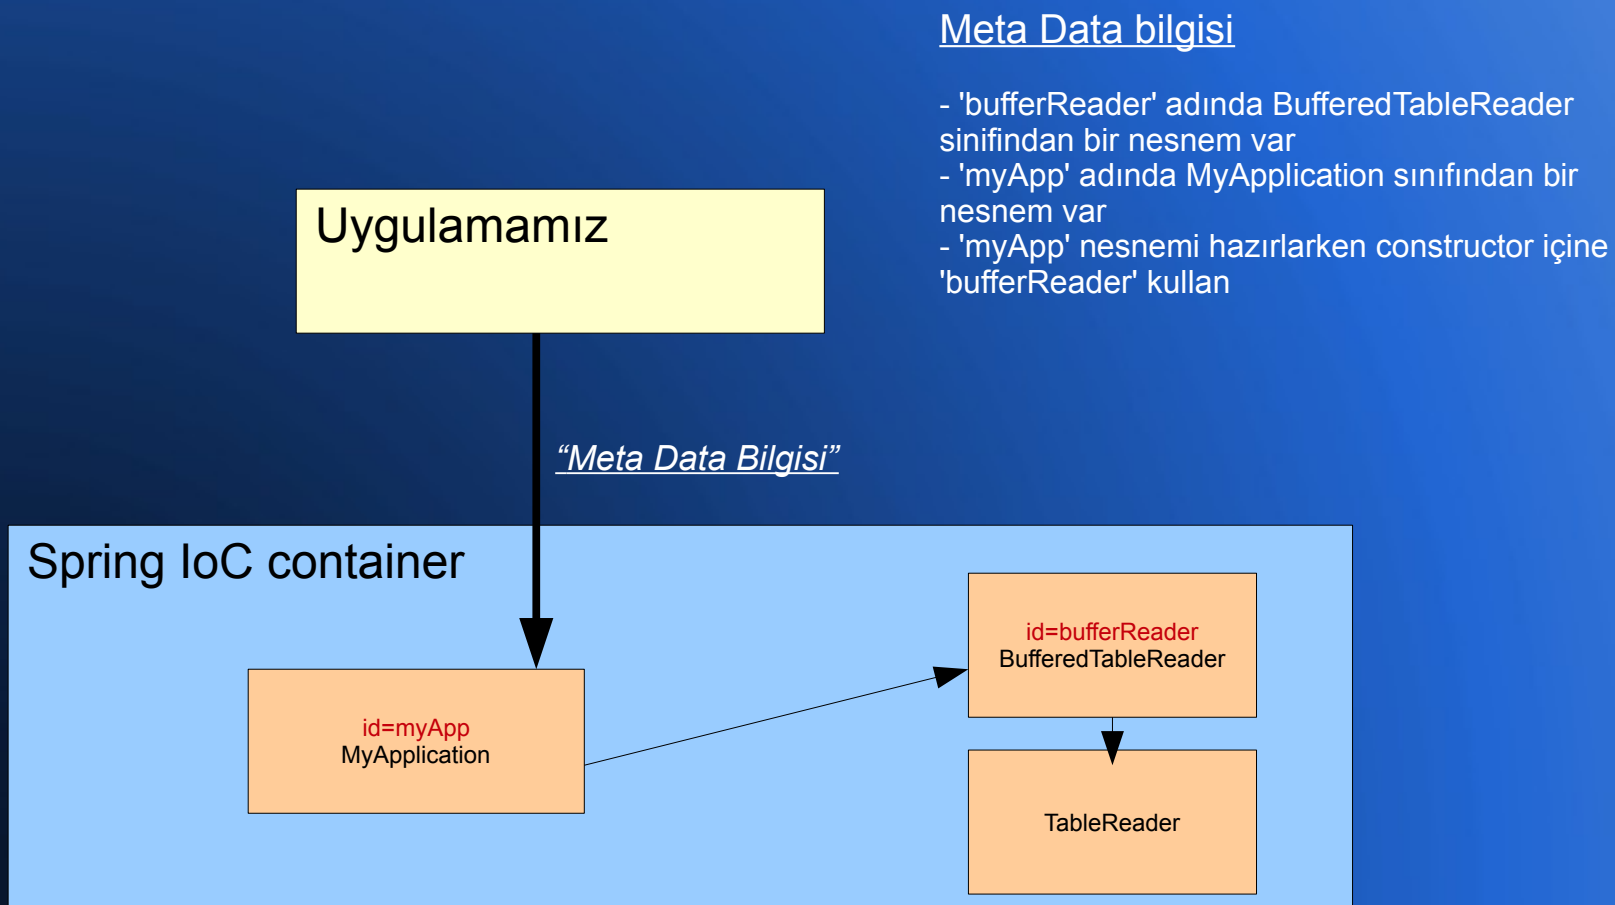 Meta Data bilgisi
- 'bufferReader' adında BufferedTableReader
sinifindan bir nesnem var
- 'myApp' adında MyApplication sınıfından bir
nesnem var
- 'myApp' nesnemi hazırlarken constructor içine
'bufferReader' kullan
Uygulamamız
“Meta Data Bilgisi”
Spring IoC container
id=myApp
MyApplication
id=bufferReader
BufferedTableReader
TableReader